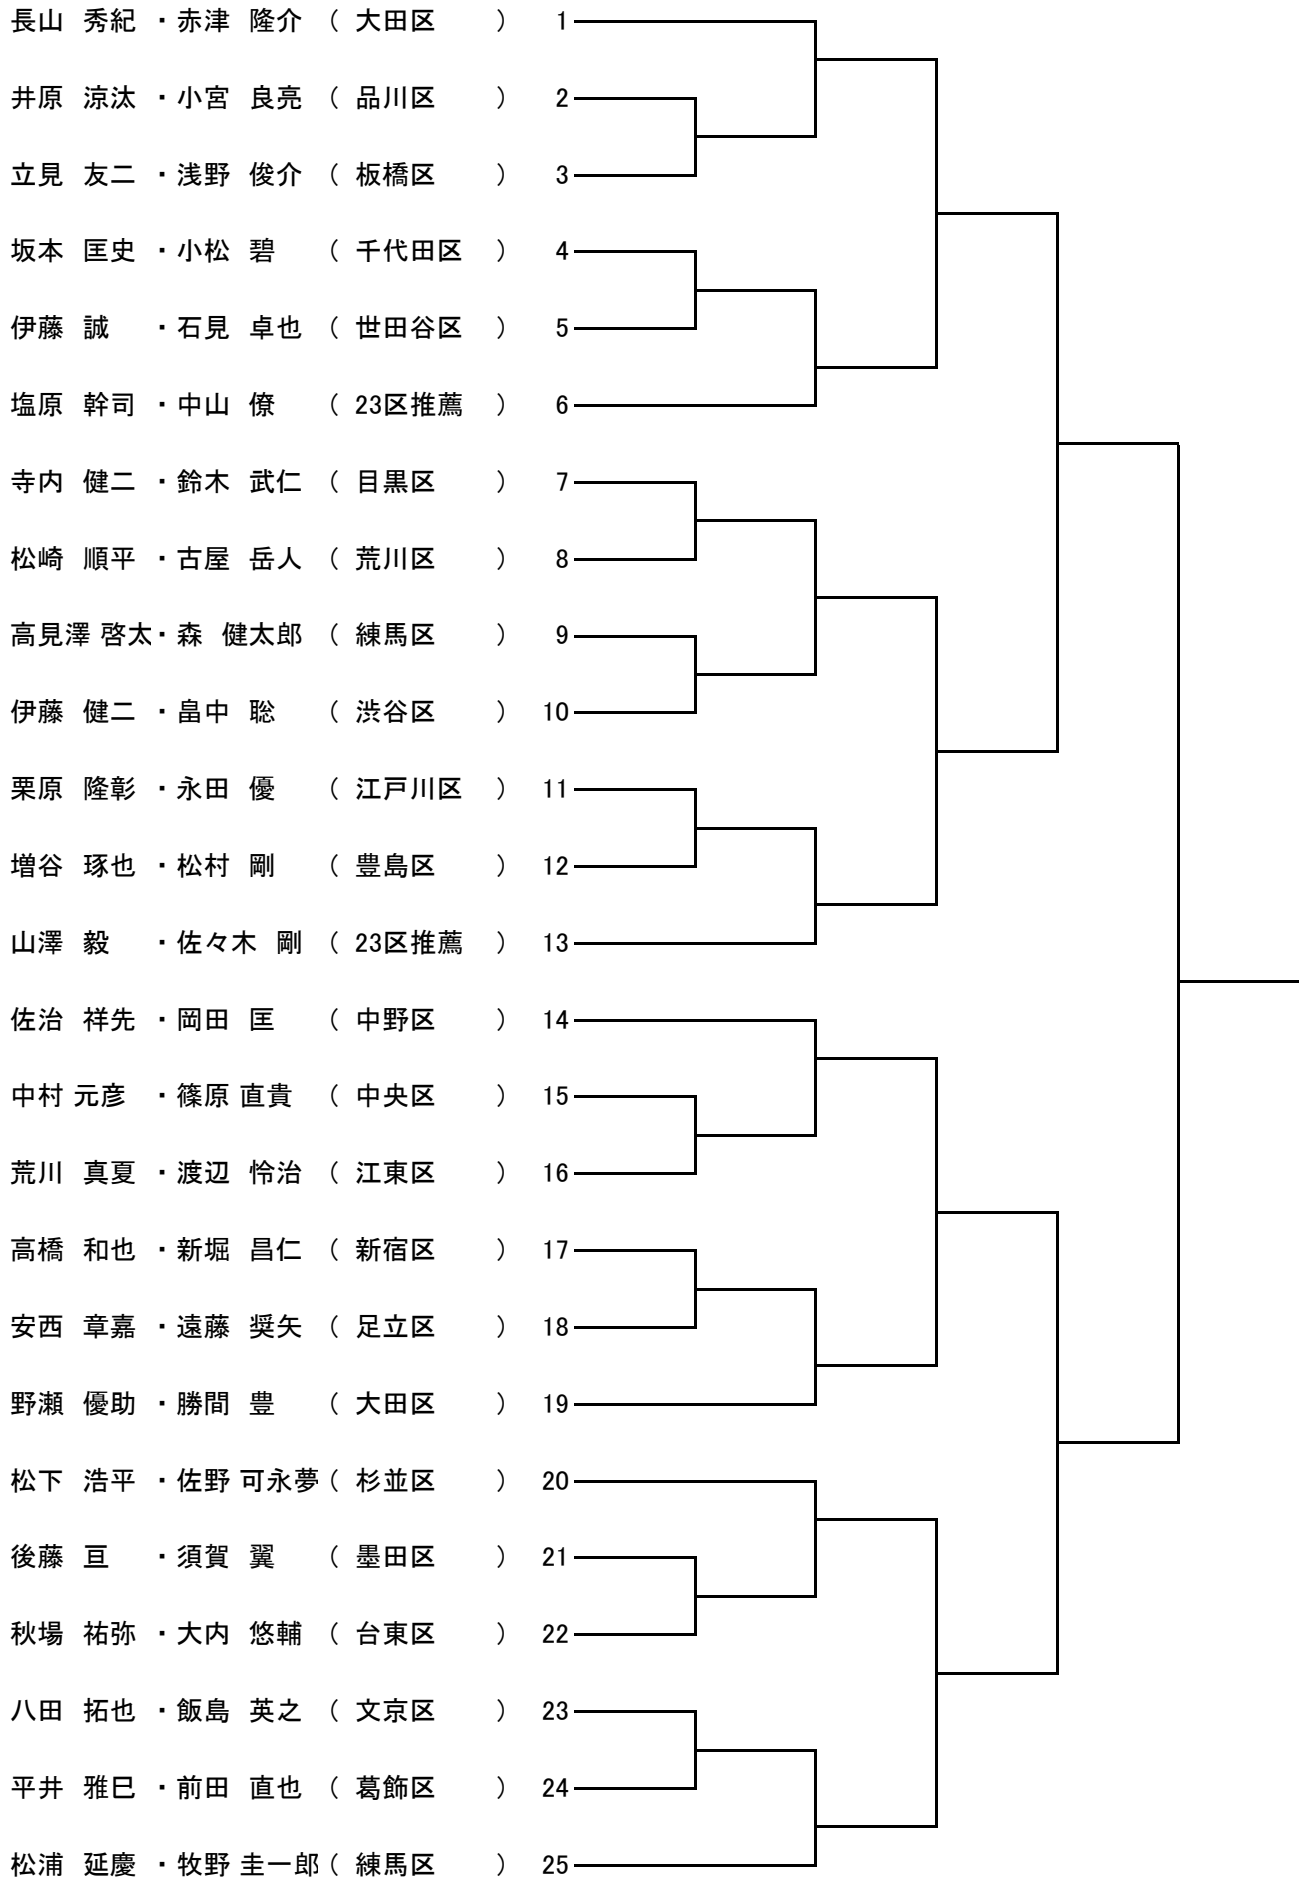 長山 秀紀 ・赤津 隆介 ( 大田区 ) 1
井原 涼汰 ・小宮 良亮 ( 品川区 ) 2
立見 友二 ・浅野 俊介 ( 板橋区 ) 3
坂本 匡史 ・小松 碧 ( 千代田区 ) 4
伊藤 誠 ・石見 卓也 ( 世田谷区 ) 5
塩原 幹司 ・中山 僚 ( 23区推薦 ) 6
寺内 健二 ・鈴木 武仁 ( 目黒区 ) 7
松崎 順平 ・古屋 岳人 ( 荒川区 ) 8
高見澤 啓太・森 健太郎 ( 練馬区 ) 9
伊藤 健二 ・畠中 聡 ( 渋谷区 ) 10
栗原 隆彰 ・永田 優 ( 江戸川区 ) 11
増谷 琢也 ・松村 剛 ( 豊島区 ) 12
山澤 毅 ・佐々木 剛 ( 23区推薦 ) 13
佐治 祥先 ・岡田 匡 ( 中野区 ) 14
中村 元彦 ・篠原 直貴 ( 中央区 ) 15
荒川 真夏 ・渡辺 怜治 ( 江東区 ) 16
高橋 和也 ・新堀 昌仁 ( 新宿区 ) 17
安西 章嘉 ・遠藤 奨矢 ( 足立区 ) 18
野瀬 優助 ・勝間 豊 ( 大田区 ) 19
松下 浩平 ・佐野 可永夢 ( 杉並区 ) 20
後藤 亘 ・須賀 翼 ( 墨田区 ) 21
秋場 祐弥 ・大内 悠輔 ( 台東区 ) 22
八田 拓也 ・飯島 英之 ( 文京区 ) 23
平井 雅巳 ・前田 直也 ( 葛飾区 ) 24
松浦 延慶 ・牧野 圭一郎 ( 練馬区 ) 25